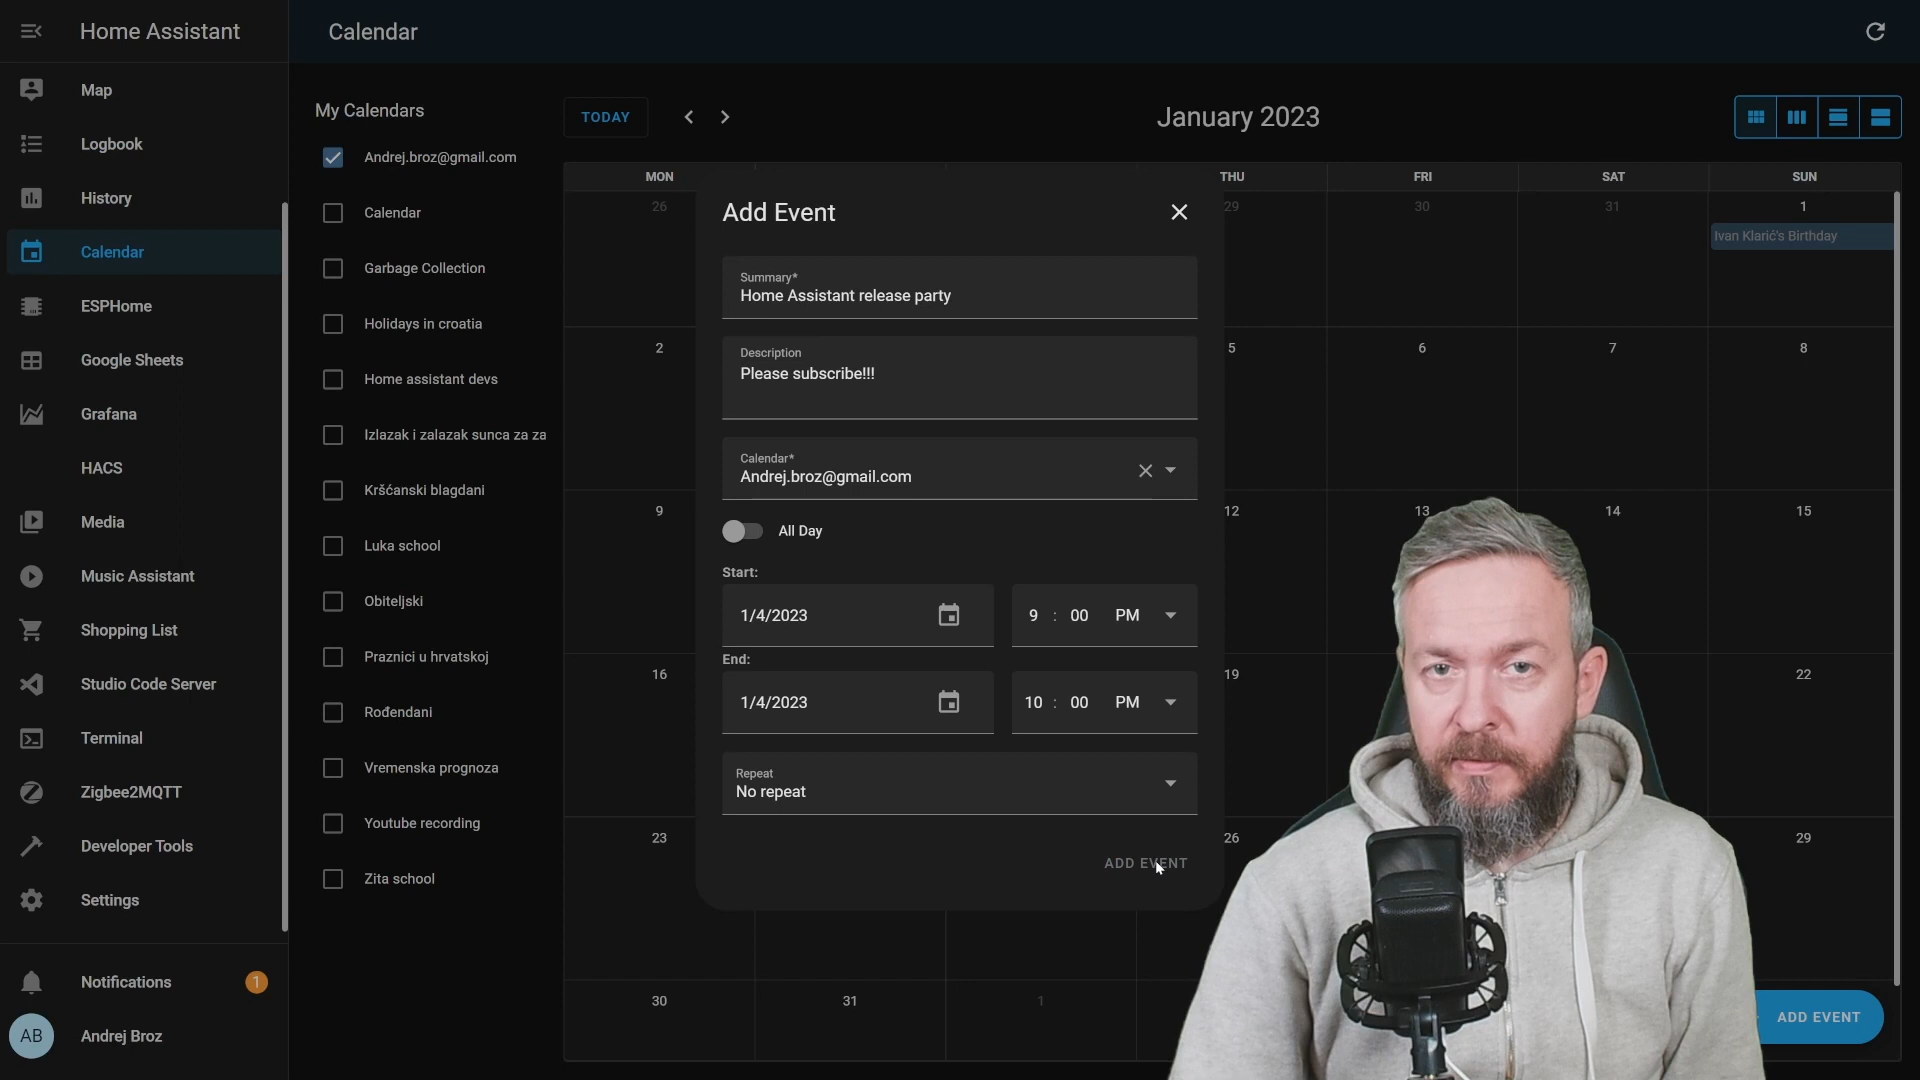 Home Assistant
Calendar
Map
Logbook
History
Calendar
ESPHome
Google Sheets
Grafana
HACS
Media
Music Assistant
Shopping List
Studio Code Server
Terminal
Zigbee2MQTT
Developer Tools
Settings
Notifications
1
AB
Andrej Broz
My Calendars
Andrej.broz@gmail.com
Calendar
Garbage Collection
Holidays in croatia
Home assistant devs
Izlazak i zalazak sunca za za
Kršćanski blagdani
Luka school
Obiteljski
Praznici u hrvatskoj
Rođendani
Vremenska prognoza
Youtube recording
Zita school
TODAY
January 2023
MON THU FRI SAT SUN
26 29 30 31 1
Ivan Klarić's Birthday
2 5 6 7 8
9 12 13 14 15
16 19 22
23 26 29
30 31 1
Add Event
Summary*
Home Assistant release party
Description
Please subscribe!!!
Calendar*
Andrej.broz@gmail.com
All Day
Start:
1/4/2023 9 : 00 PM
End:
1/4/2023 10 : 00 PM
Repeat
No repeat
ADD EVENT
ADD EVENT